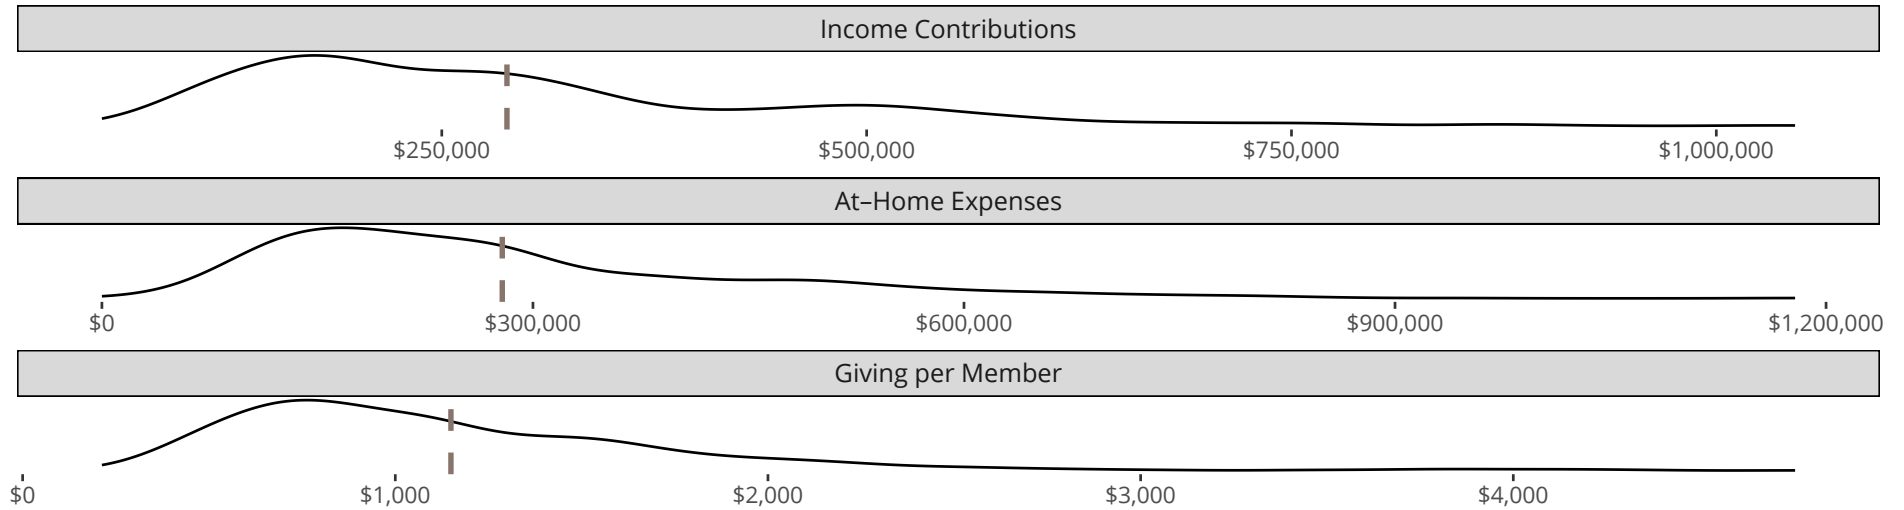 Income Contributions
$250,000 $500,000 $750,000 $1,000,000
At–Home Expenses
$0 $300,000 $600,000 $900,000 $1,200,000
Giving per Member
$0 $1,000 $2,000 $3,000 $4,000